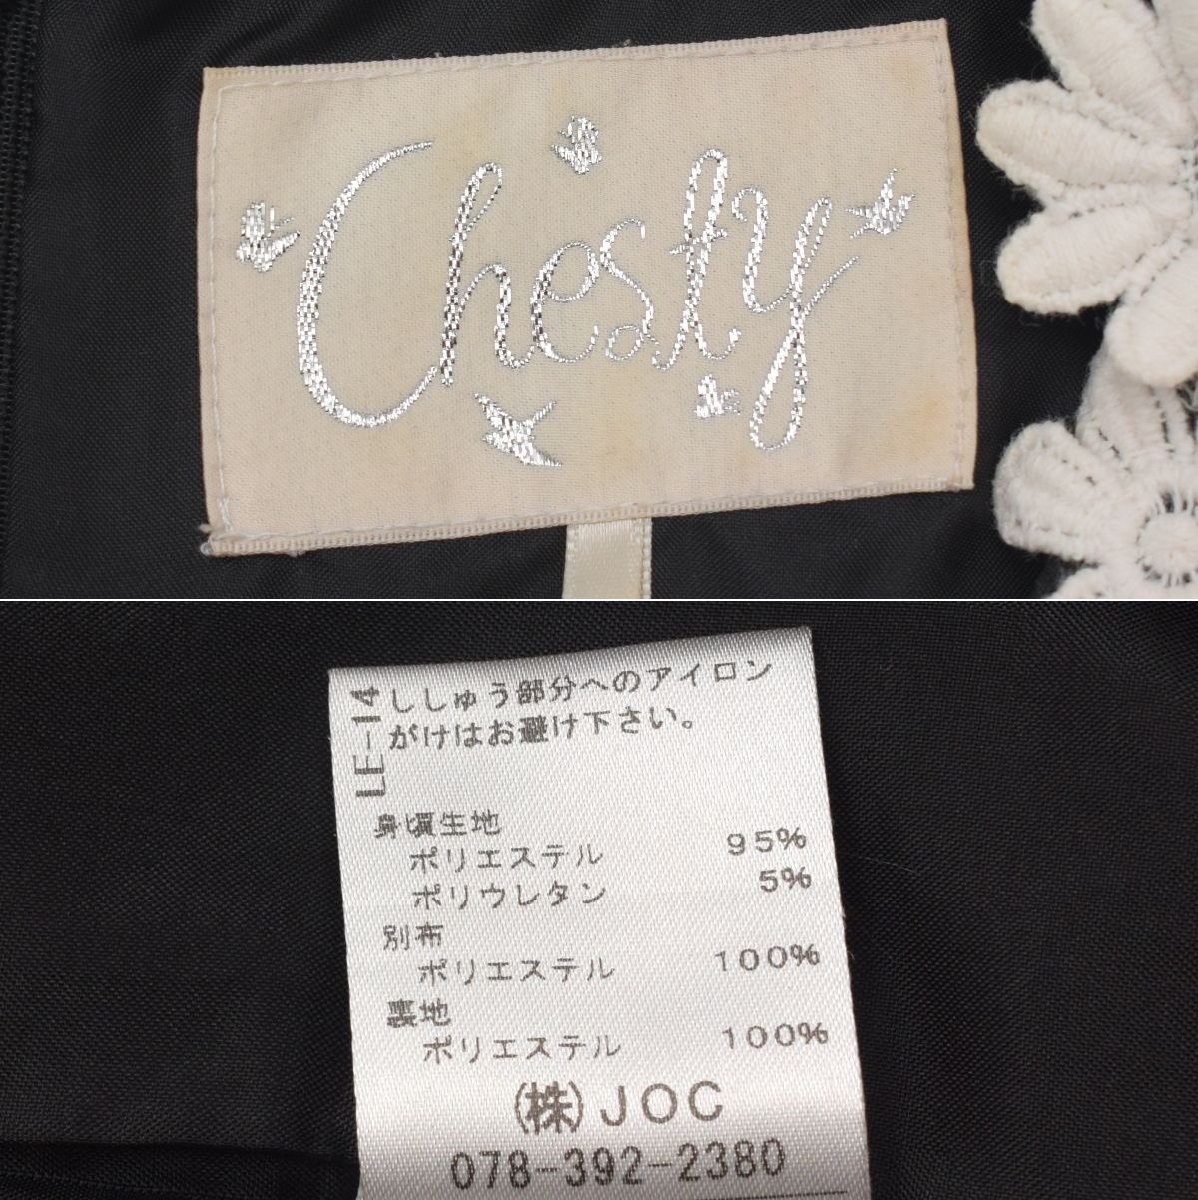 Chesty
LE-14
ししゅう部分へのアイロン
がけはお避け下さい。
身頃生地
ポリエステル 95%
ポリウレタン 5%
別布
ポリエステル 100%
裏地
ポリエステル 100%
(株)JOC
078-392-2380